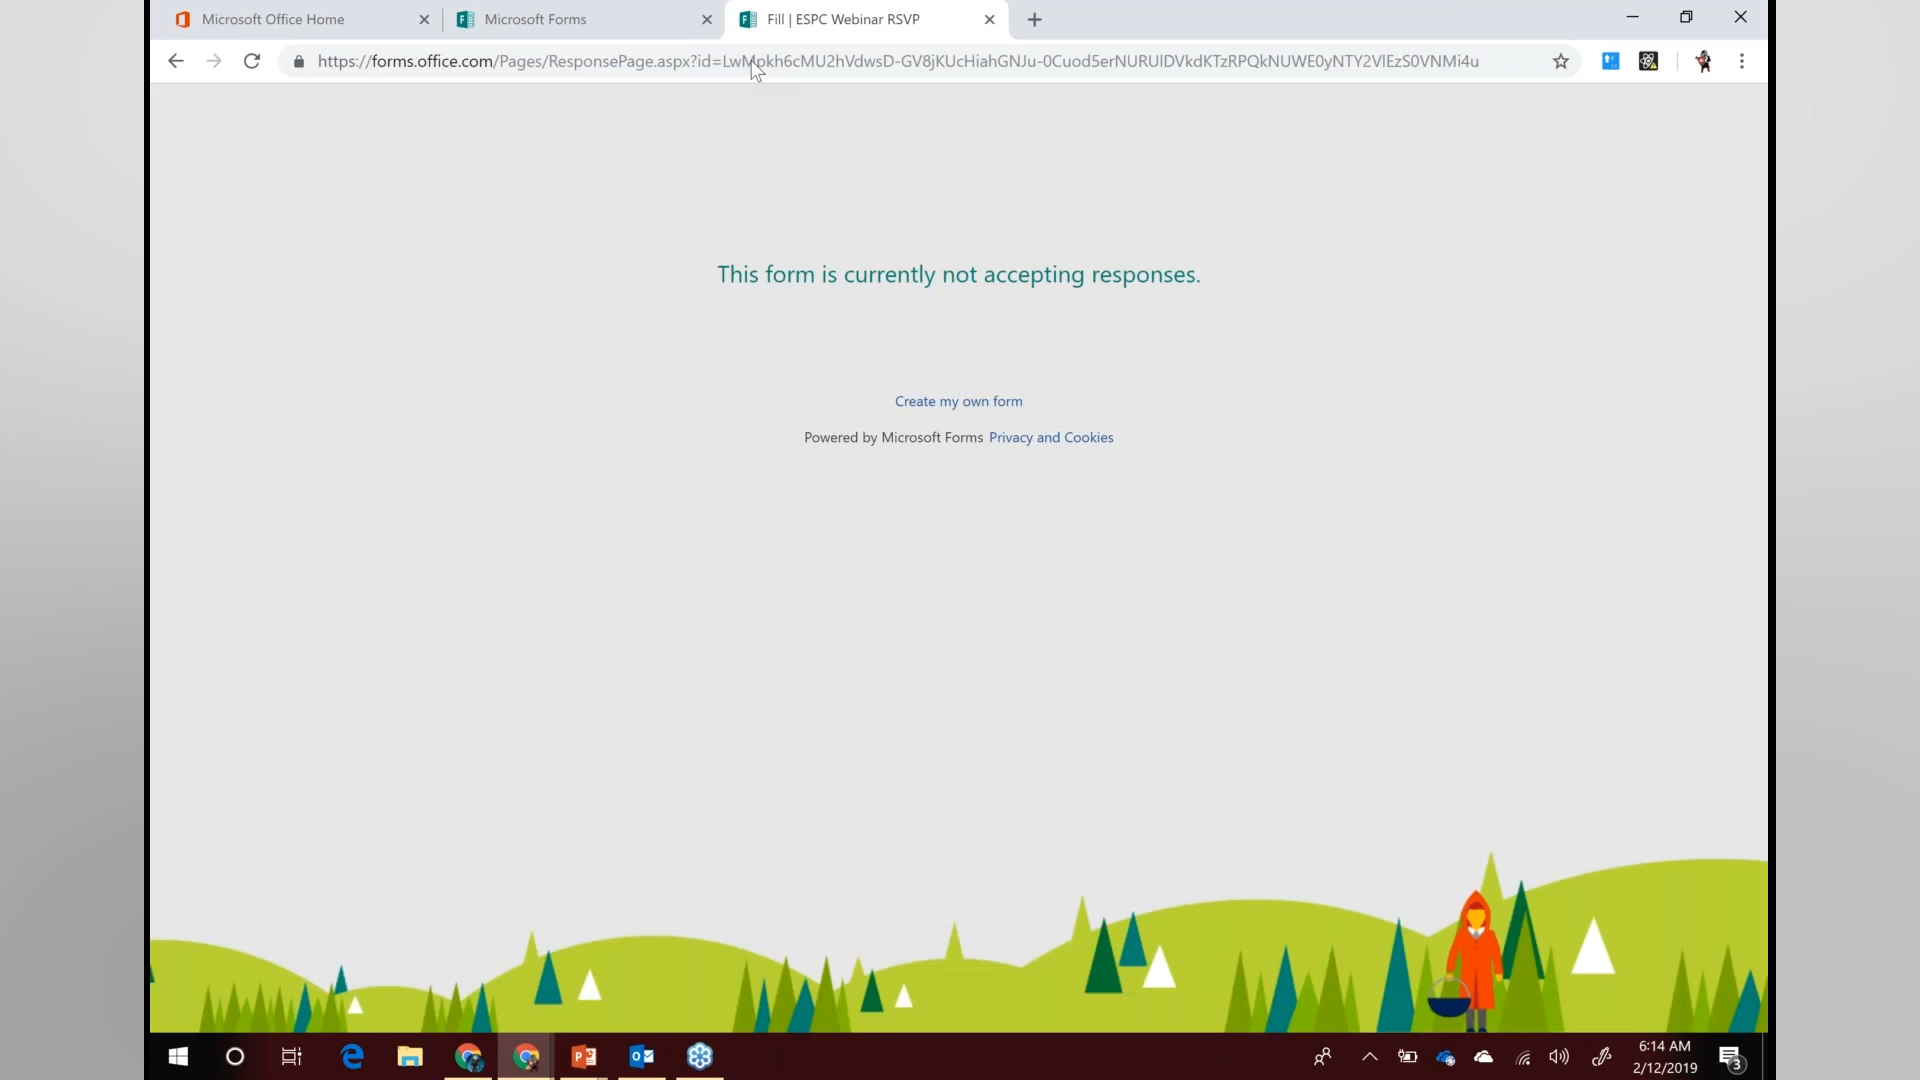 Microsoft Office Home
Microsoft Forms
Fill | ESPC Webinar RSVP
https://forms.office.com/Pages/ResponsePage.aspx?id=LwMpkh6cMU2hVdwsD-GV8jKUcHiahGNJu-0Cuod5erNURUlDVkdKTzRPQkNUWE0yNTY2VlEzS0VNMi4u
This form is currently not accepting responses.
Create my own form
Powered by Microsoft Forms Privacy and Cookies
6:14 AM
2/12/2019
3